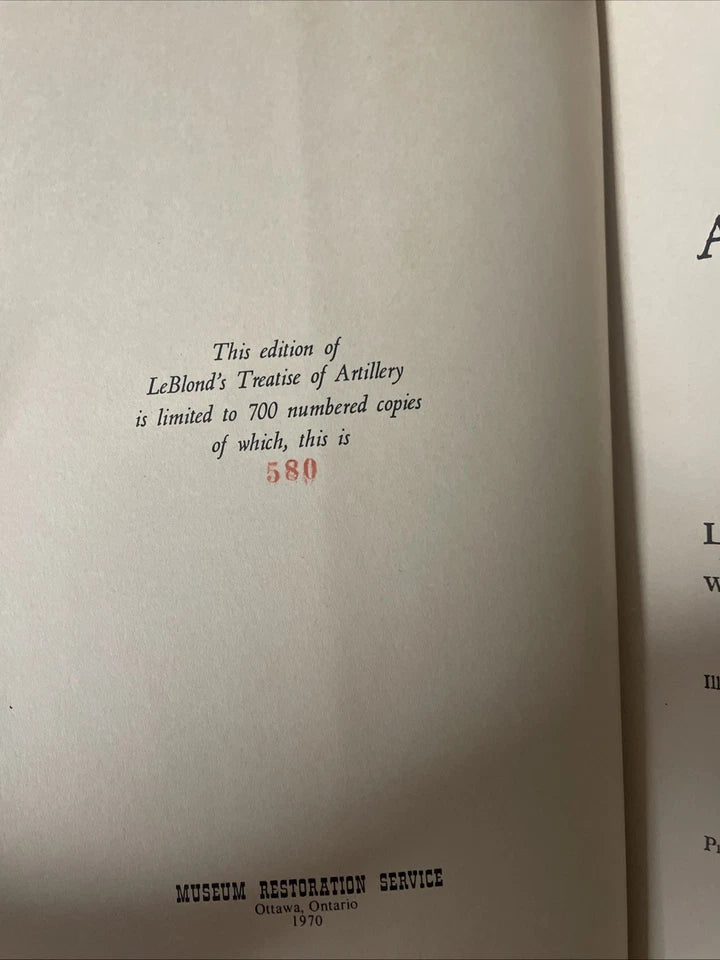 This edition of
LeBlond's Treatise of Artillery
is limited to 700 numbered copies
of which, this is
580
MUSEUM RESTORATION SERVICE
Ottawa, Ontario
1970
A
L
W
Ill